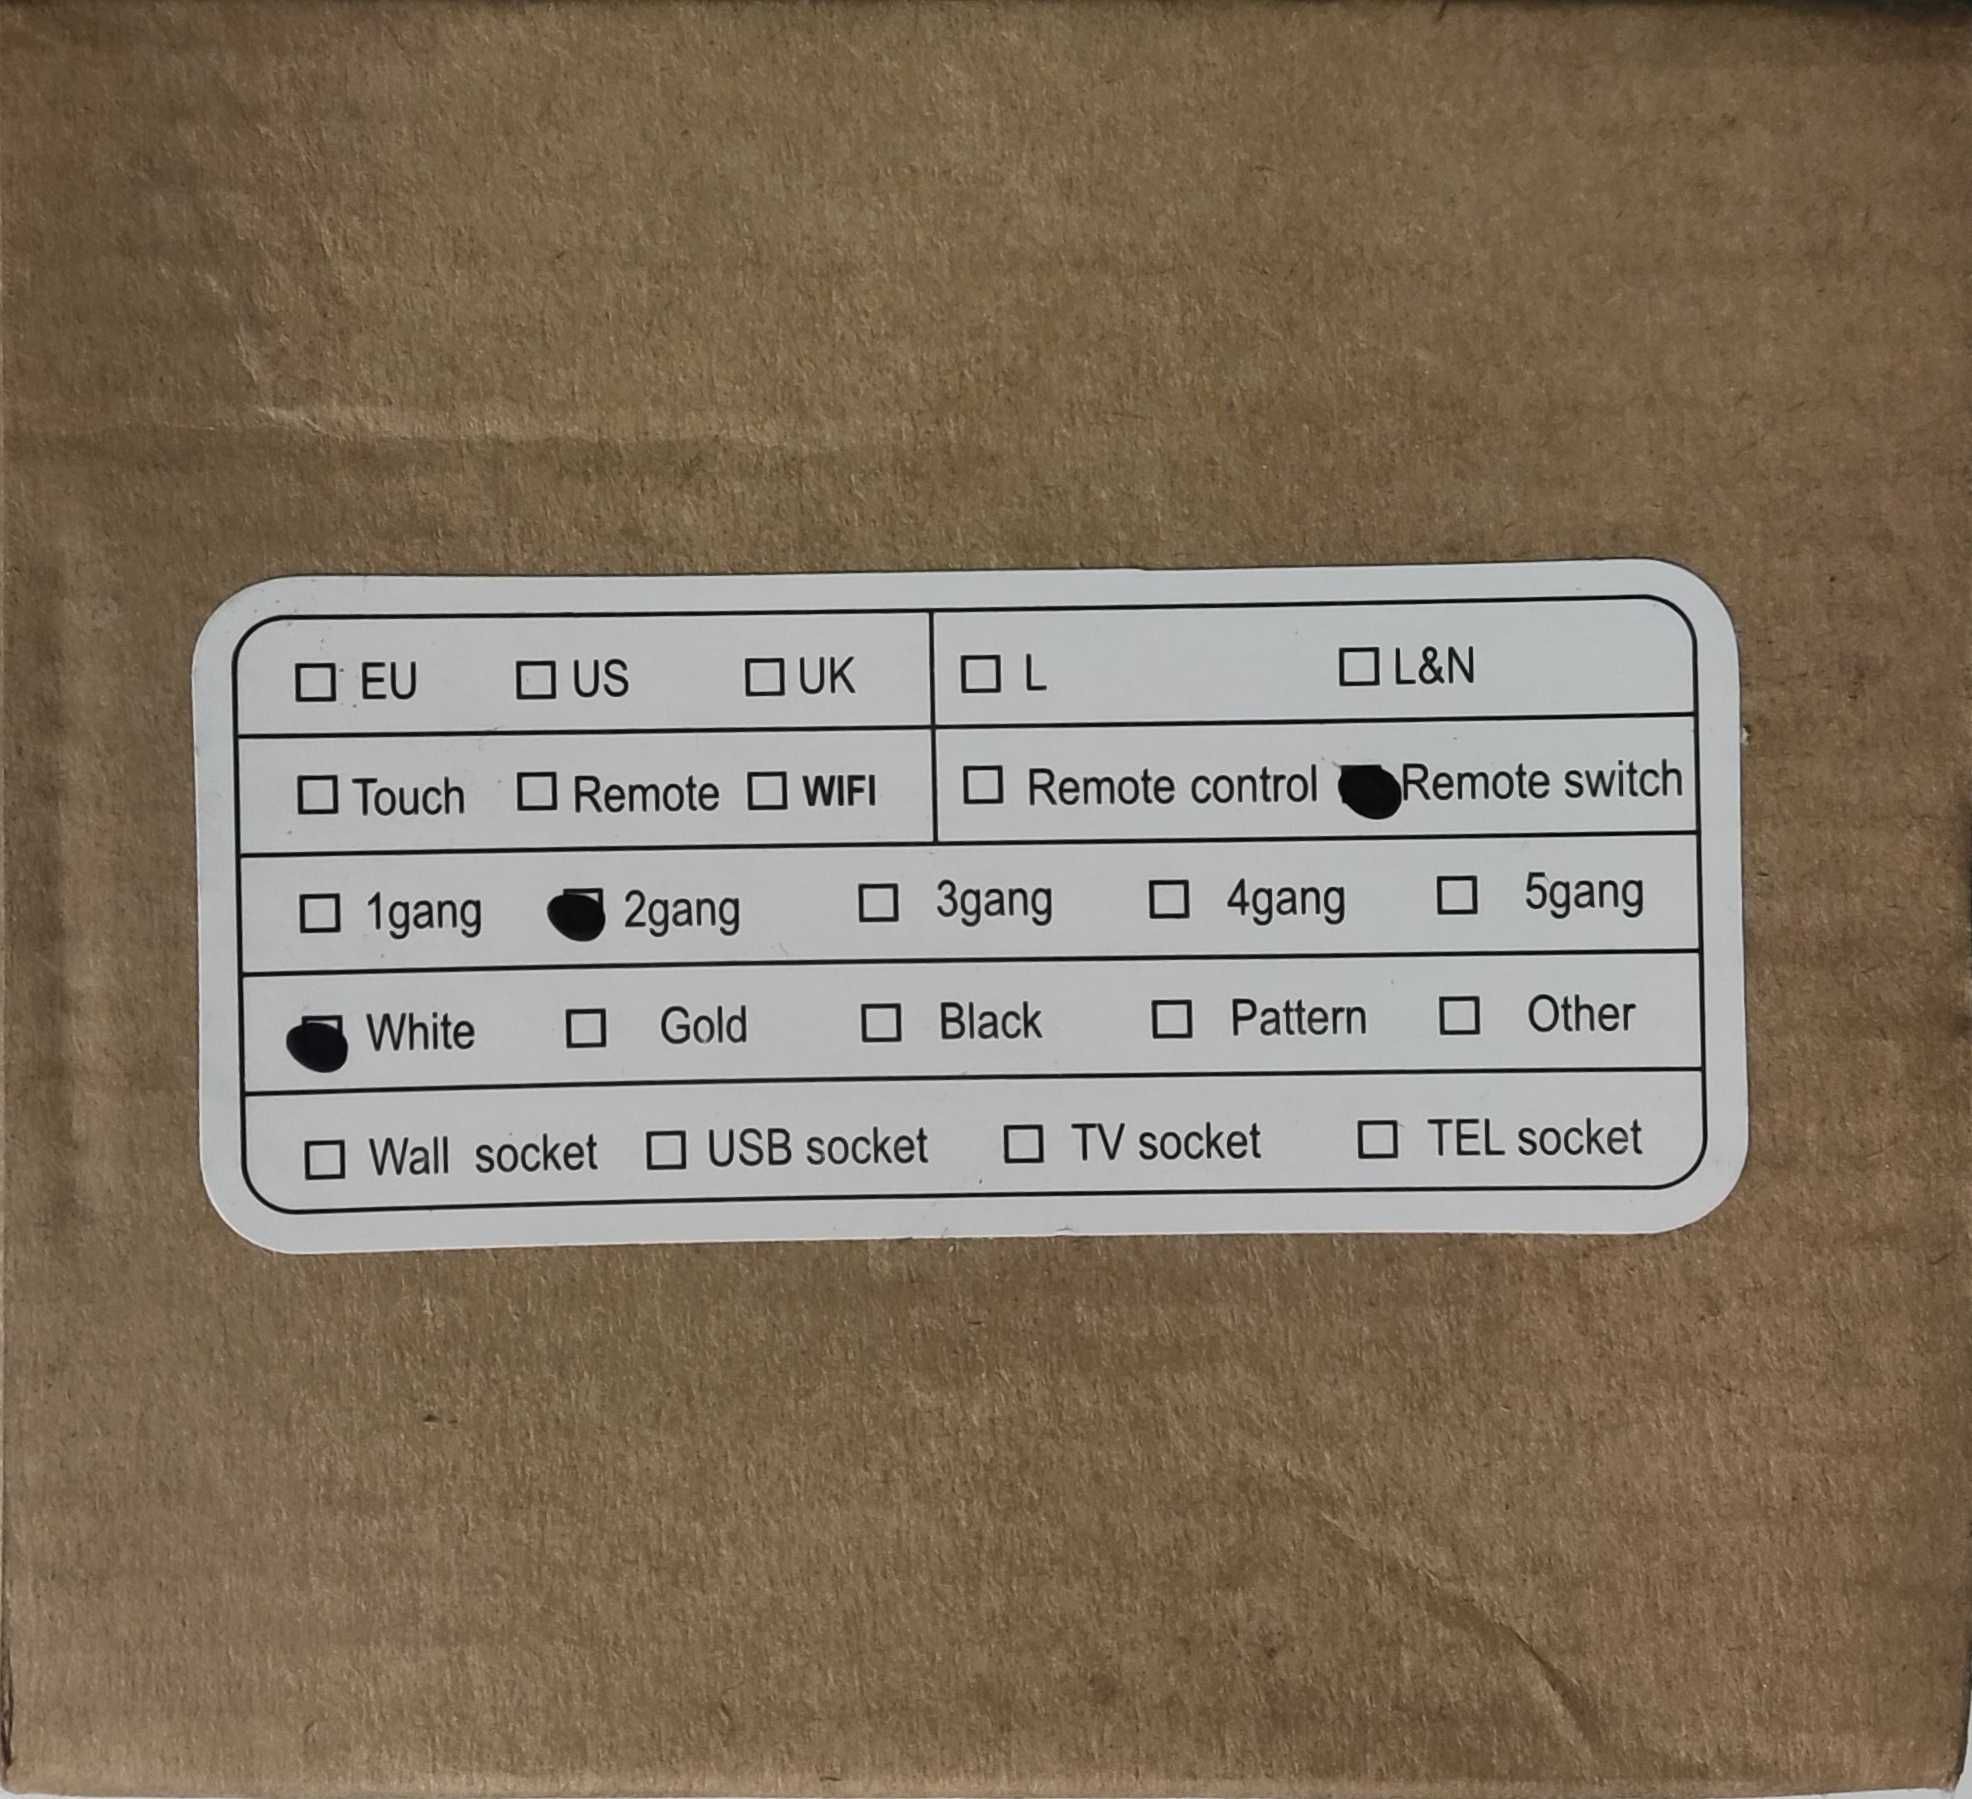 ☐ EU ☐ US ☐ UK ☐ L ☐ L&N
☐ Touch ☐ Remote ☐ WIFI ☐ Remote control ■ Remote switch
☐ 1gang ■ 2gang ☐ 3gang ☐ 4gang ☐ 5gang
■ White ☐ Gold ☐ Black ☐ Pattern ☐ Other
☐ Wall socket ☐ USB socket ☐ TV socket ☐ TEL socket